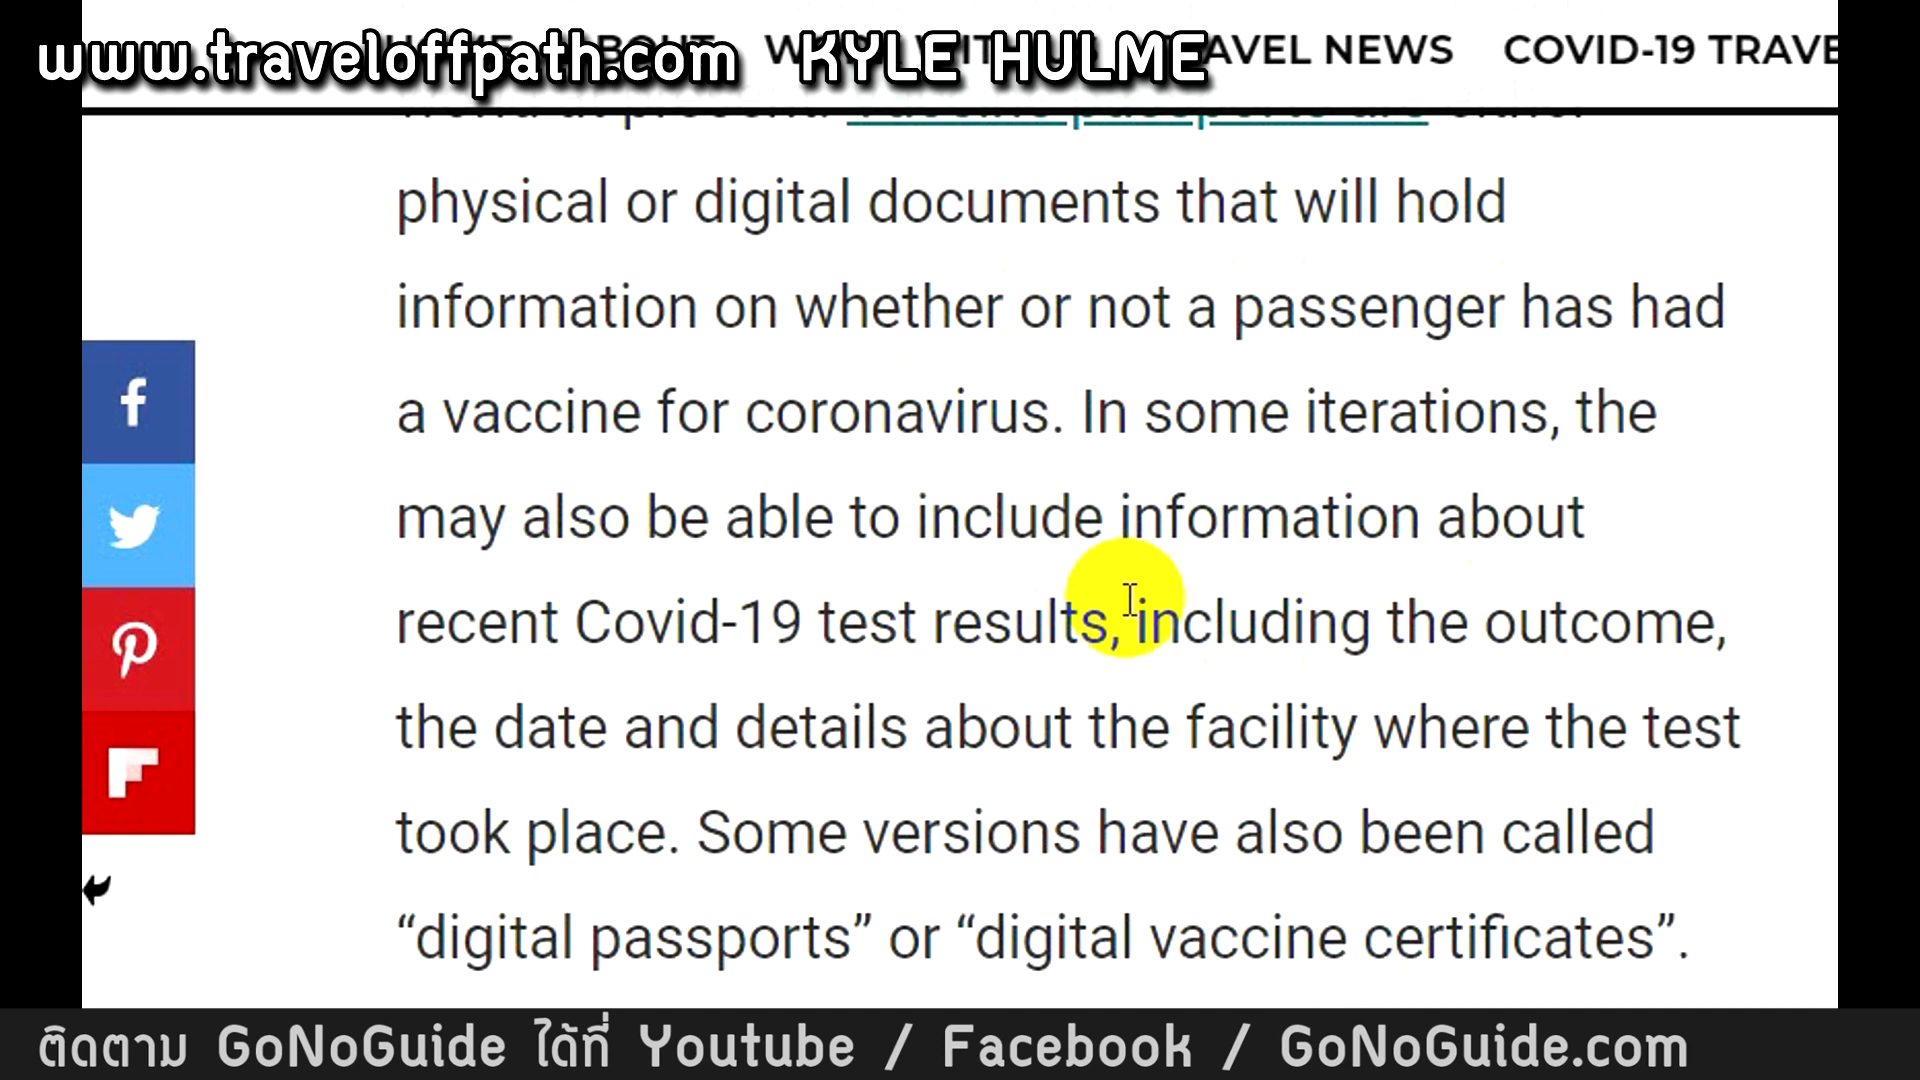 www.traveloffpath.com KYLE HULME
TRAVEL NEWS COVID-19 TRAVE
physical or digital documents that will hold
information on whether or not a passenger has had
a vaccine for coronavirus. In some iterations, the
may also be able to include information about
recent Covid-19 test results, including the outcome,
the date and details about the facility where the test
took place. Some versions have also been called
“digital passports” or “digital vaccine certificates”.
ติดตาม GoNoGuide ได้ที่ Youtube / Facebook / GoNoGuide.com